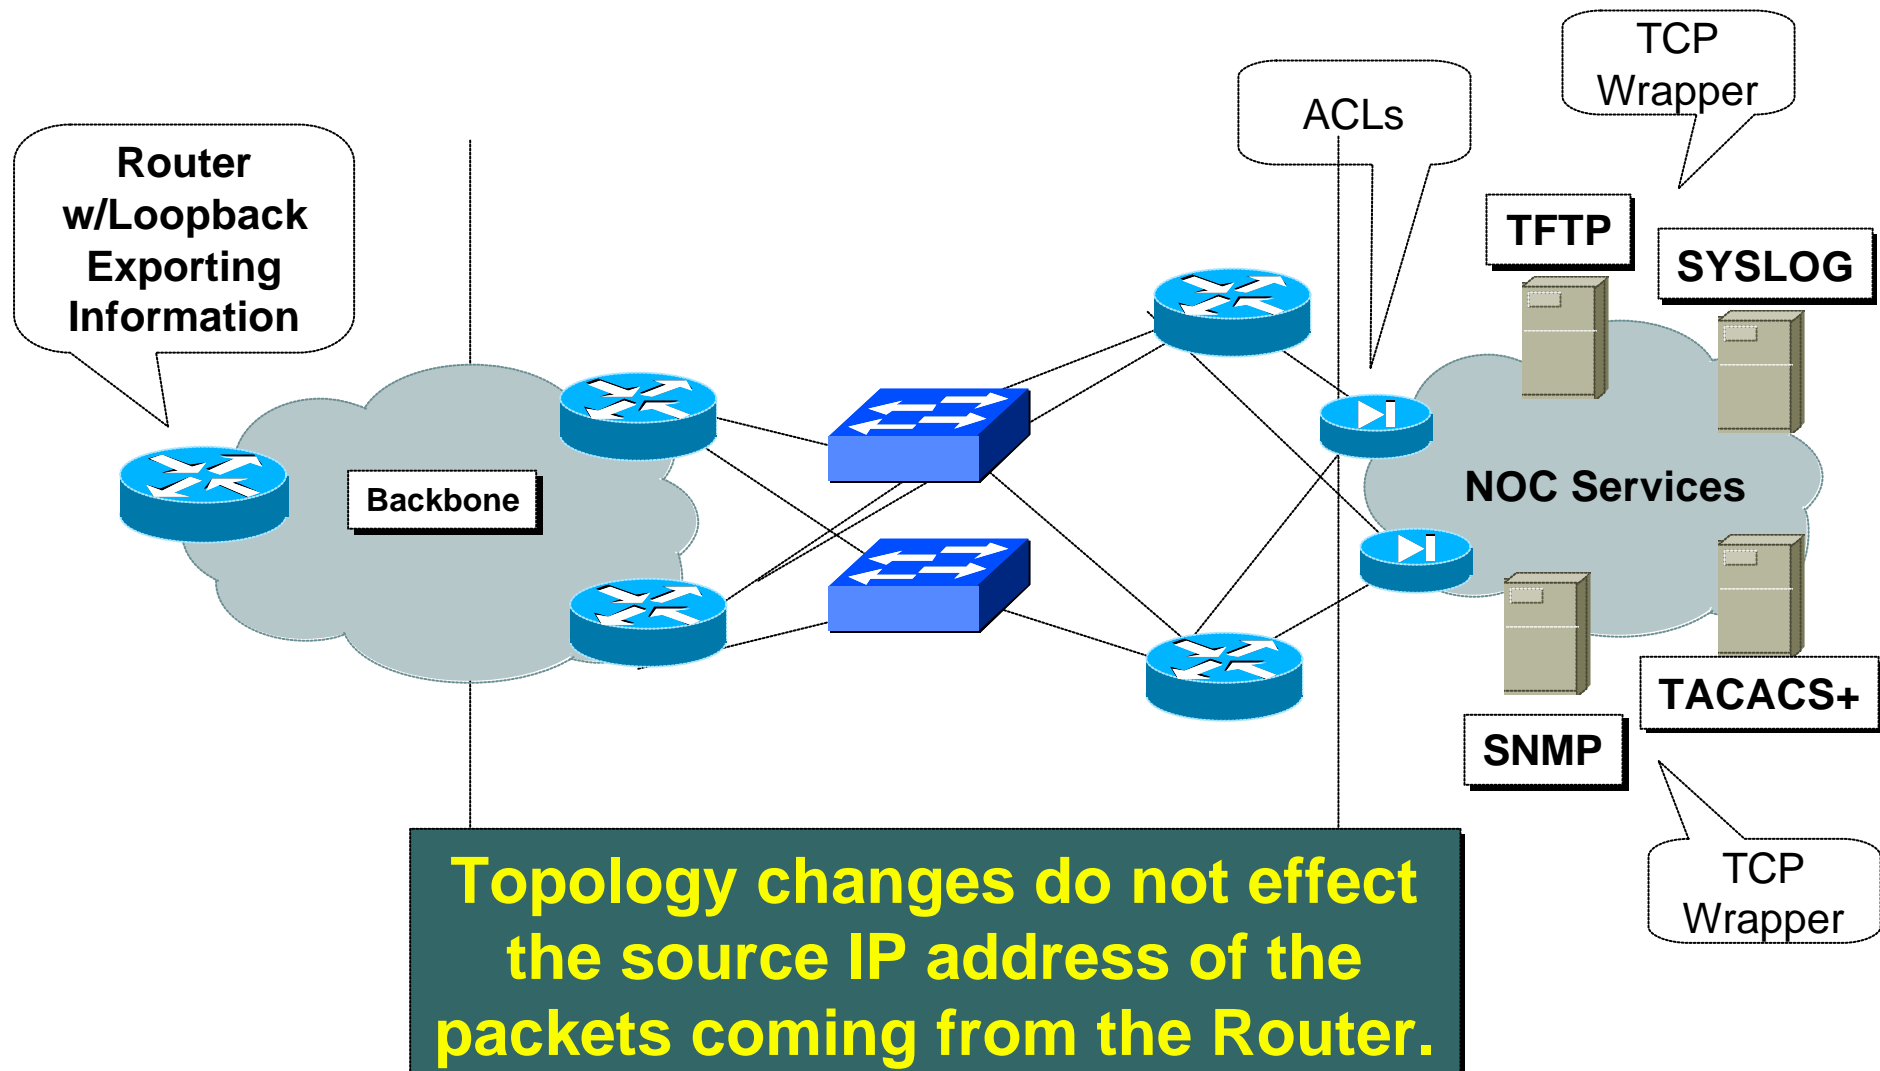 TCP
Wrapper
ACLs
Router
w/Loopback
Exporting
Information
TFTP
SYSLOG
Backbone
NOC Services
TACACS+
SNMP
TCP
Wrapper
Topology changes do not effect
the source IP address of the
packets coming from the Router.